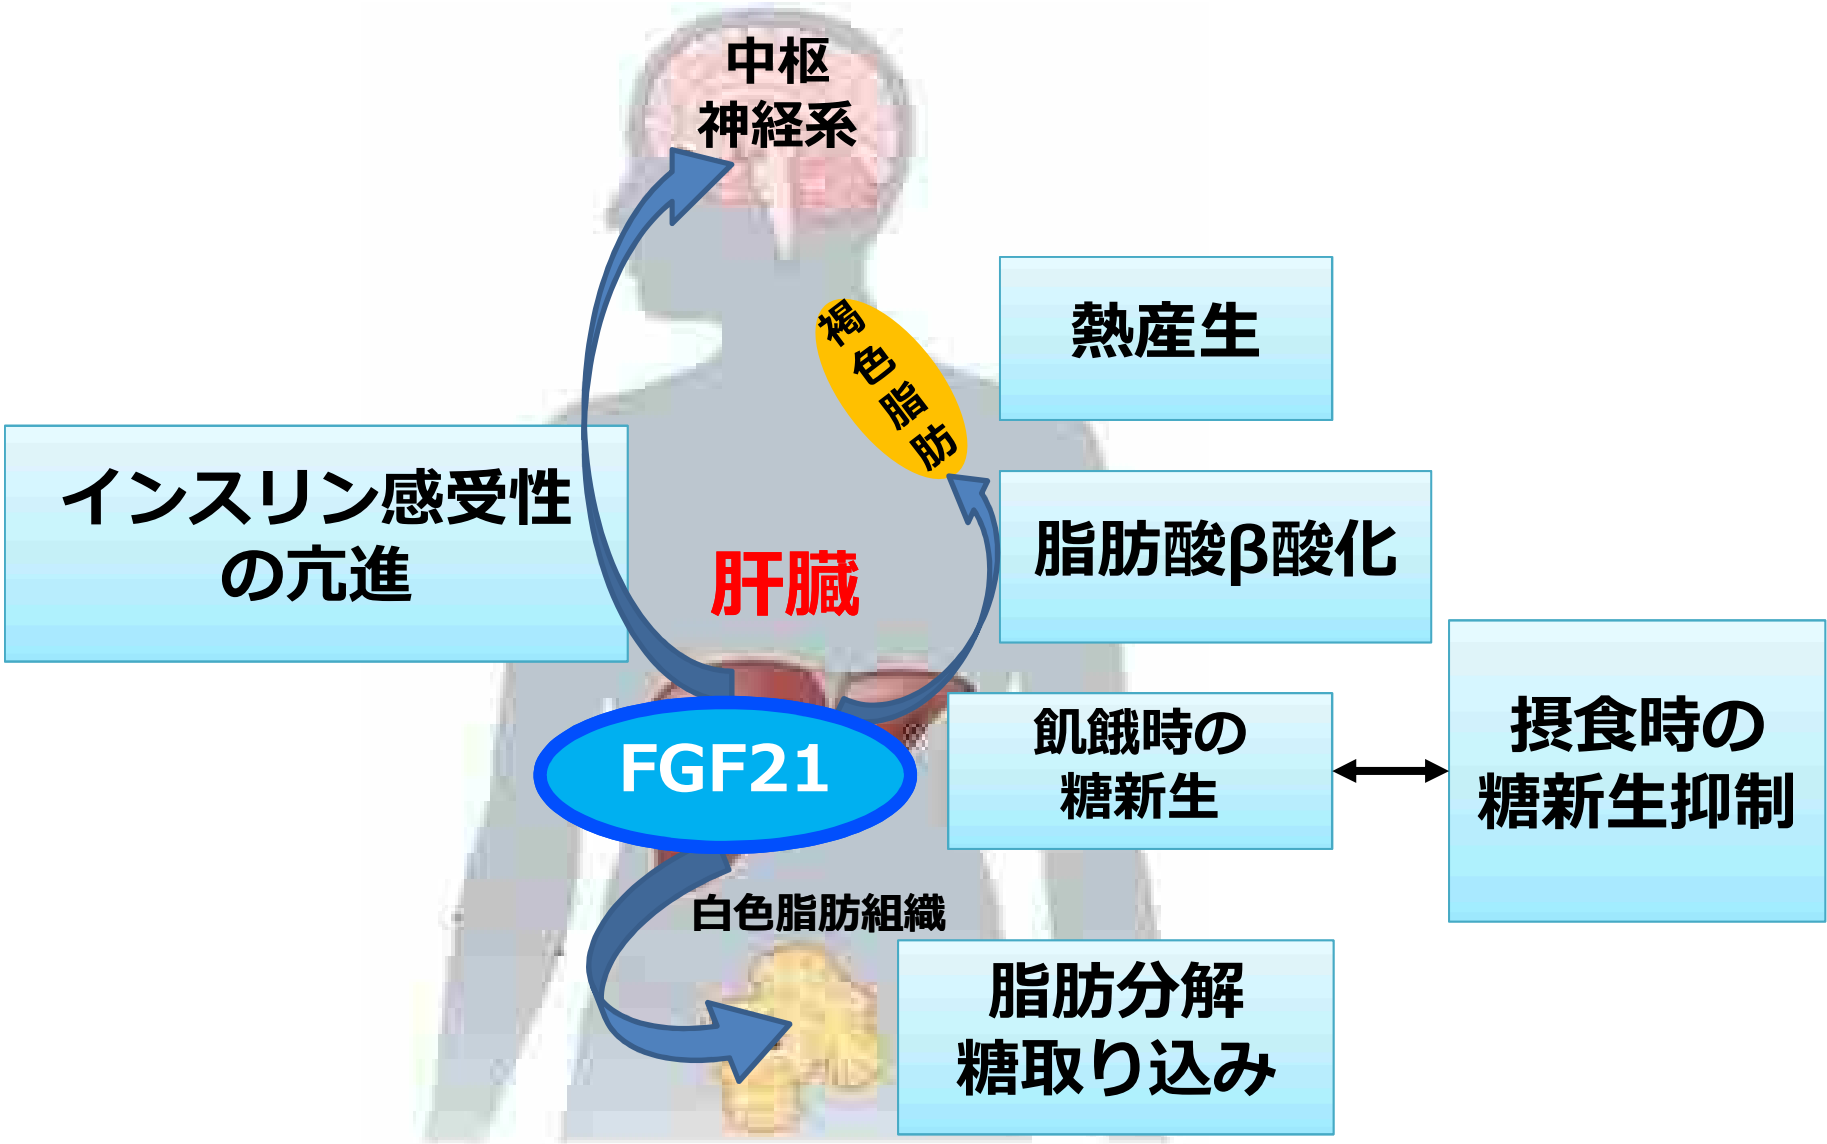 中枢
神経系
褐色脂肪
熱産生
インスリン感受性
の亢進
脂肪酸β酸化
肝臓
FGF21
飢餓時の
糖新生
摂食時の
糖新生抑制
白色脂肪組織
脂肪分解
糖取り込み